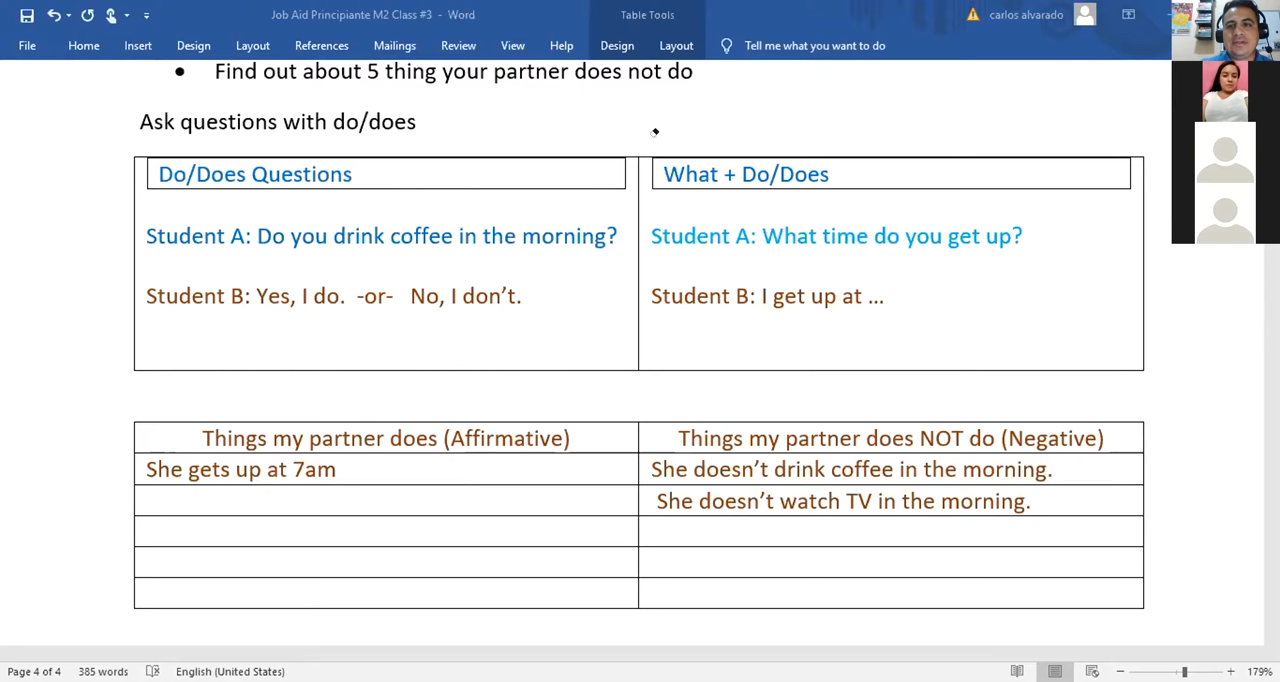 Job Aid Principiante M2 Class #3 - Word
Table Tools
carlos alvarado
File Home Insert Design Layout References Mailings Review View Help Design Layout Tell me what you want to do
• Find out about 5 thing your partner does not do
Ask questions with do/does
Do/Does Questions
What + Do/Does
Student A: Do you drink coffee in the morning?
Student A: What time do you get up?
Student B: Yes, I do. -or- No, I don’t.
Student B: I get up at ...
Things my partner does (Affirmative)
Things my partner does NOT do (Negative)
She gets up at 7am
She doesn’t drink coffee in the morning.
She doesn’t watch TV in the morning.
Page 4 of 4 385 words English (United States) 179%